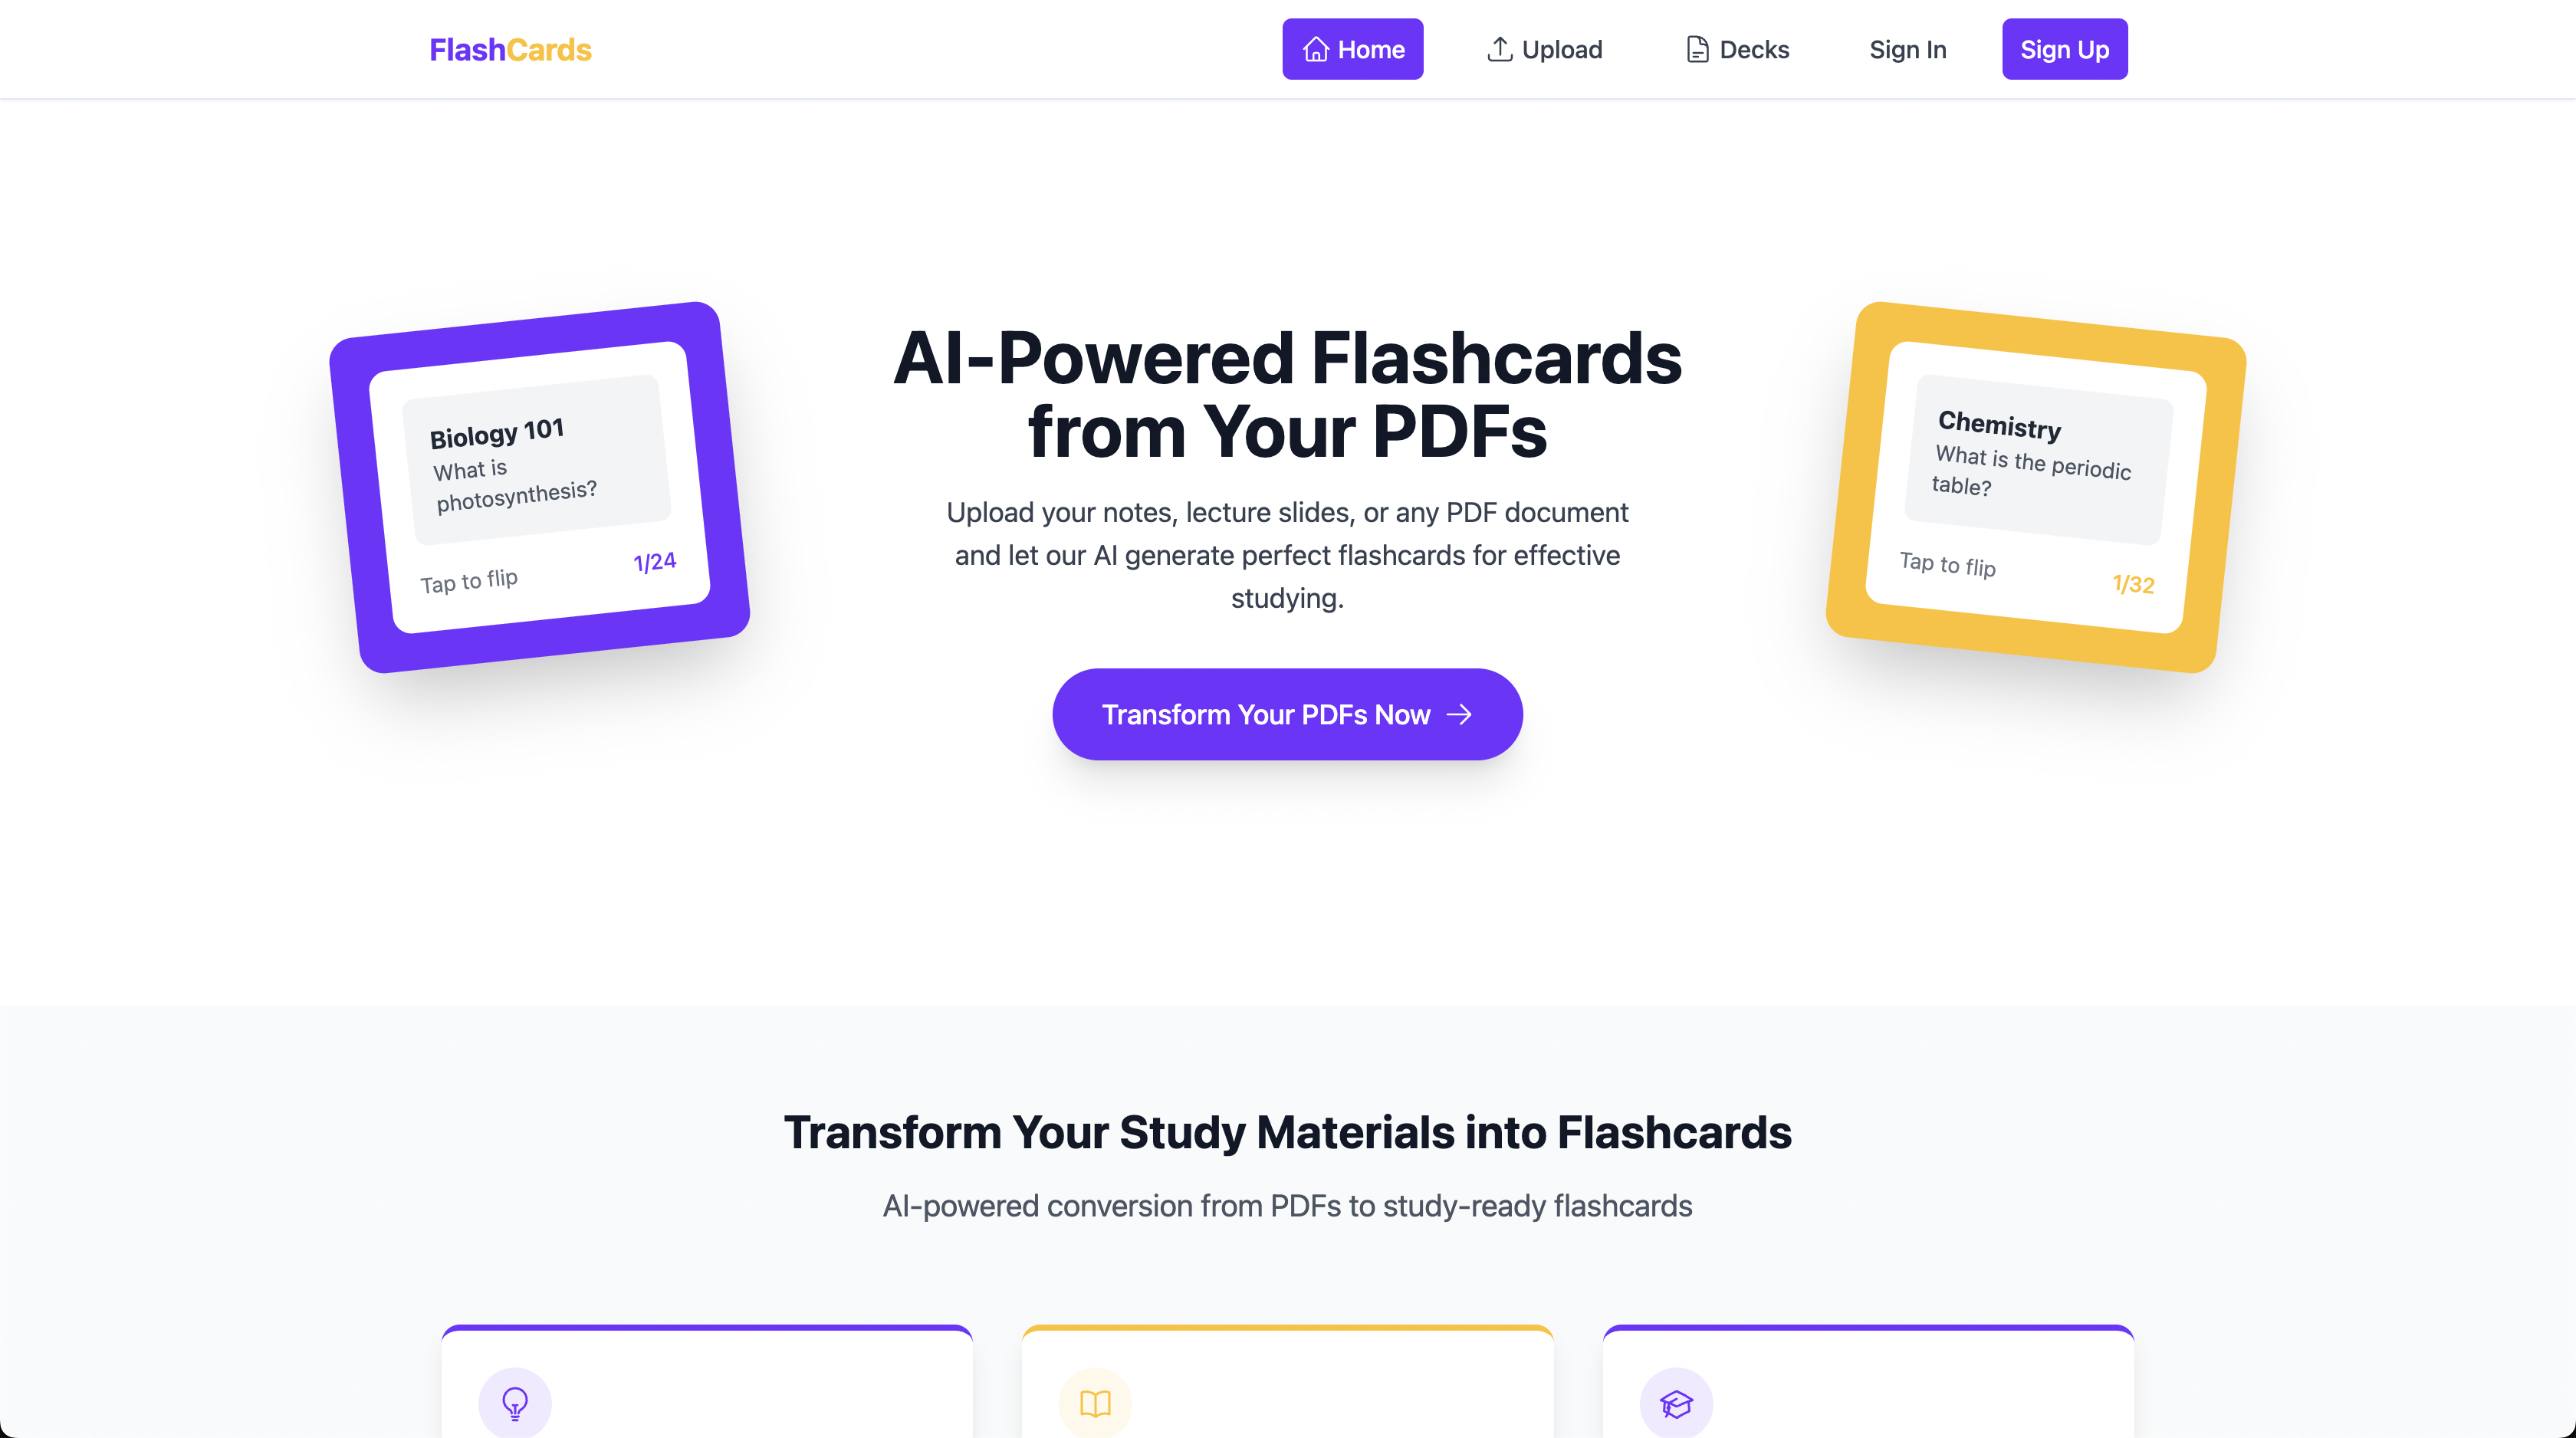 FlashCards
Home
Upload
Decks
Sign In
Sign Up
Biology 101
What is
photosynthesis?
Tap to flip
1/24
AI-Powered Flashcards
from Your PDFs
Upload your notes, lecture slides, or any PDF document
and let our AI generate perfect flashcards for effective
studying.
Transform Your PDFs Now
Chemistry
What is the periodic
table?
Tap to flip
1/32
Transform Your Study Materials into Flashcards
AI-powered conversion from PDFs to study-ready flashcards